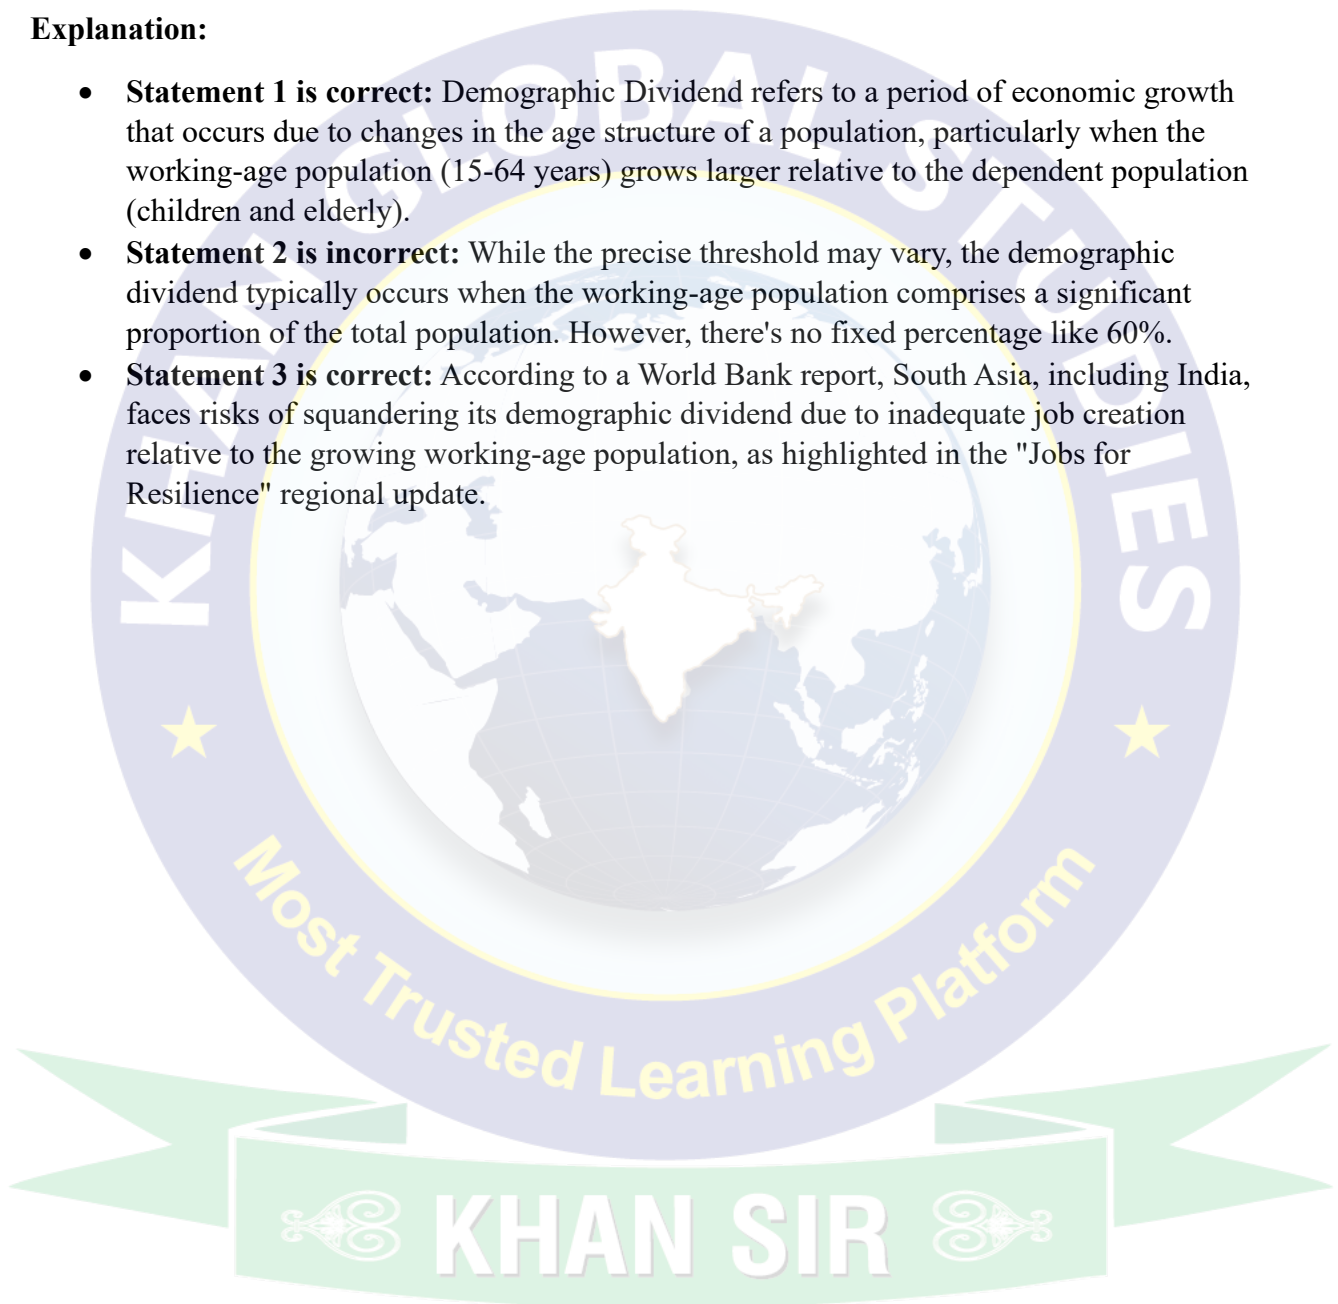 Explanation:
• Statement 1 is correct: Demographic Dividend refers to a period of economic growth
that occurs due to changes in the age structure of a population, particularly when the
working-age population (15-64 years) grows larger relative to the dependent population
(children and elderly).
• Statement 2 is incorrect: While the precise threshold may vary, the demographic
dividend typically occurs when the working-age population comprises a significant
proportion of the total population. However, there's no fixed percentage like 60%.
• Statement 3 is correct: According to a World Bank report, South Asia, including India,
faces risks of squandering its demographic dividend due to inadequate job creation
relative to the growing working-age population, as highlighted in the "Jobs for
Resilience" regional update.
KHAN GLOBAL STUDIES
Most Trusted Learning Platform
KHAN SIR